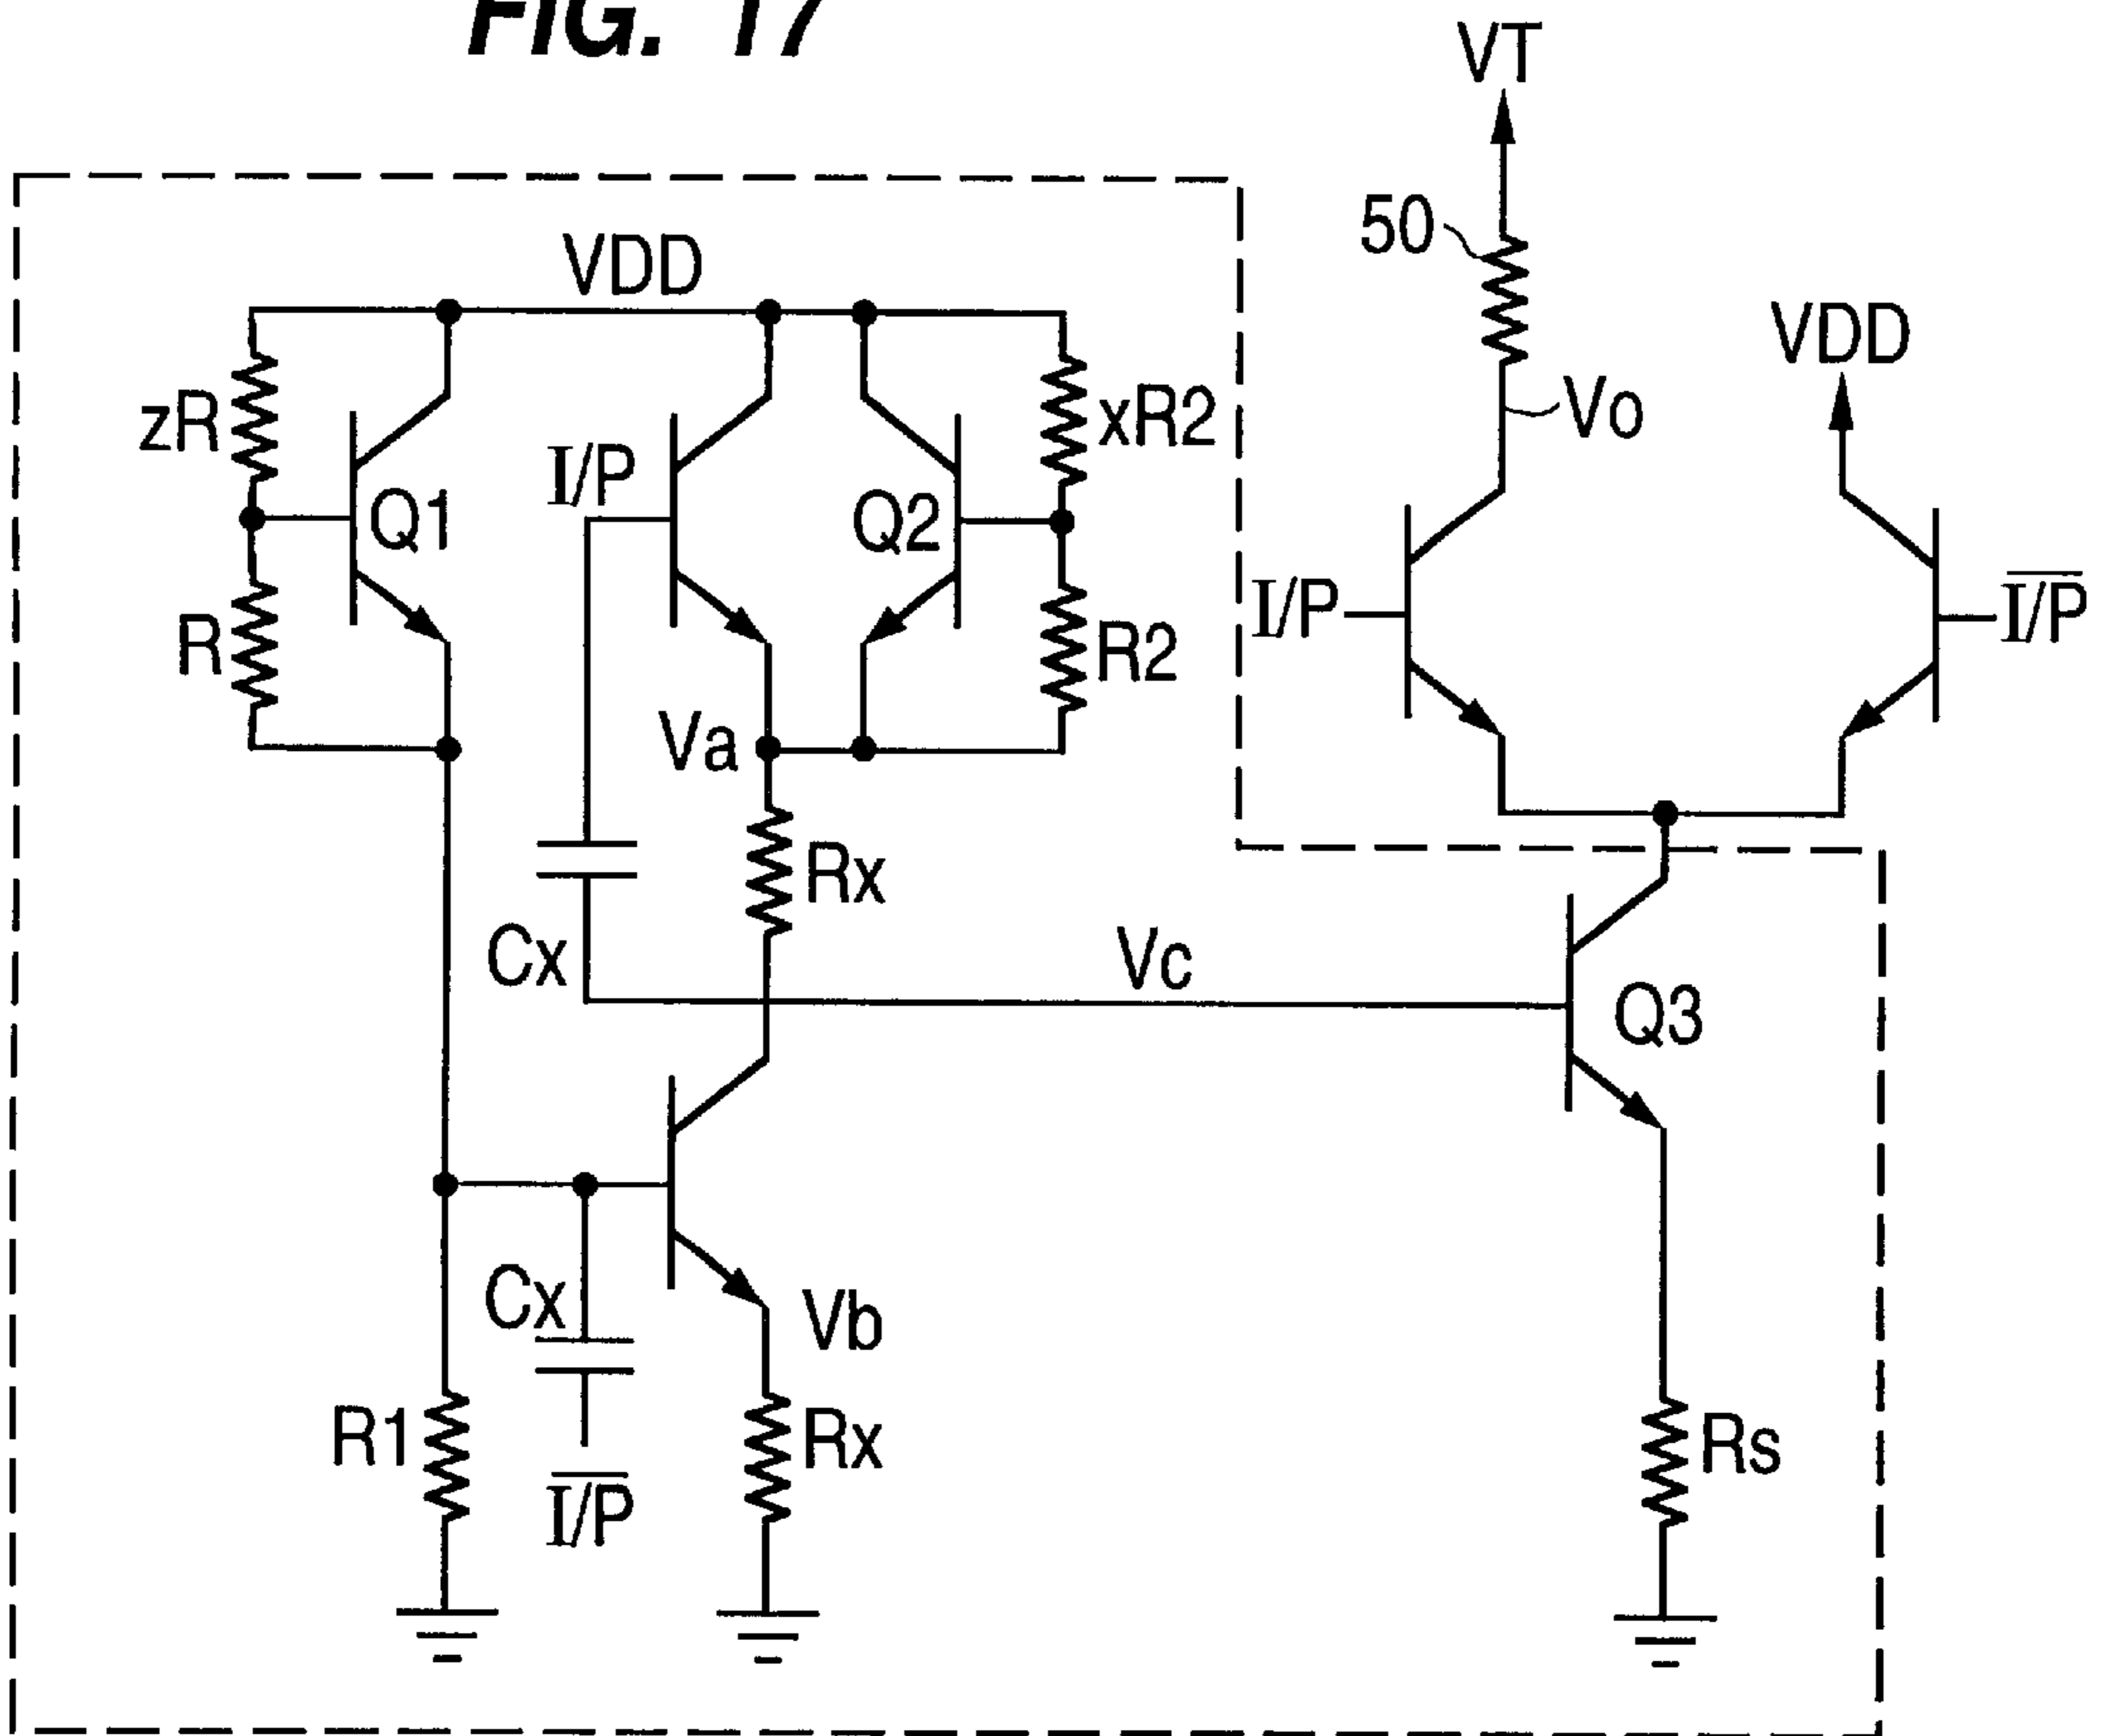 FIG. 17
VT
50
VDD
VDD
zR
I/P
xR2
Vo
Q1
Q2
I/P
I/P
R
R2
Va
Rx
Cx
Vc
Q3
Cx
Vb
R1
Rx
Rs
I/P